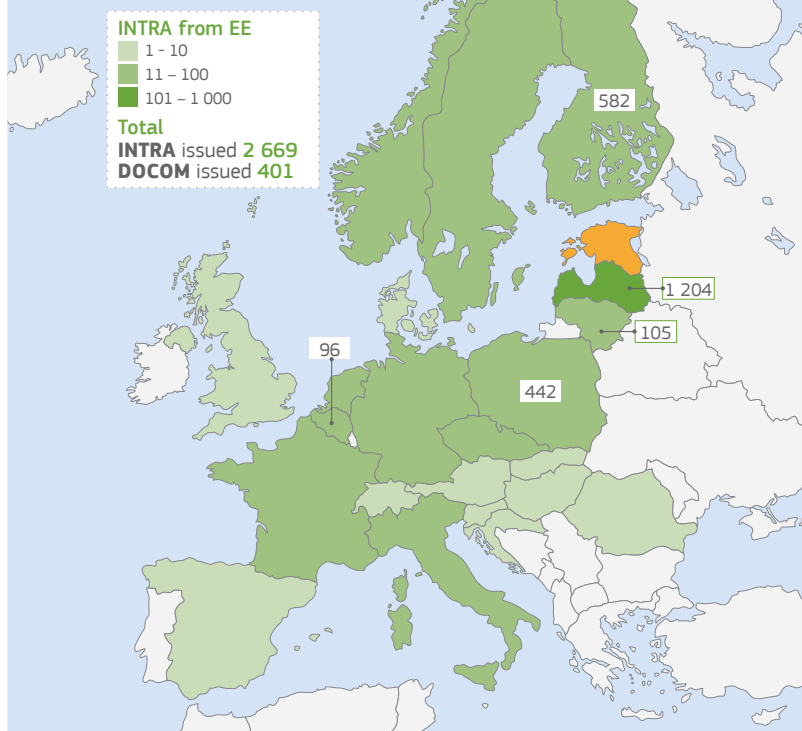 INTRA from EE
1 - 10
11 – 100
101 – 1 000
Total
INTRA issued 2 669
DOCOM issued 401
582
1 204
105
96
442